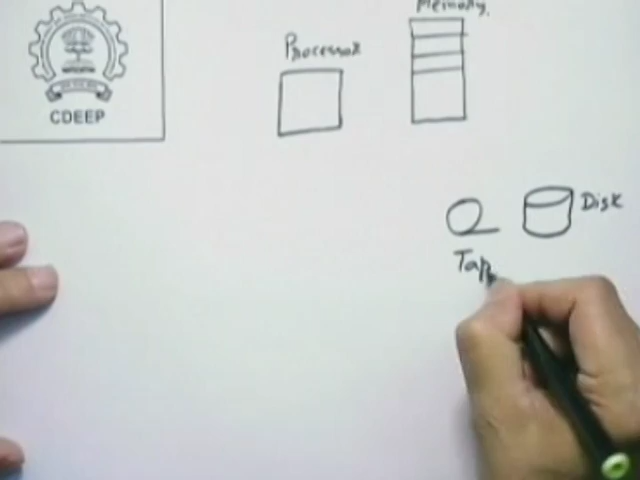 Memory.
Processor
CDEEP
Disk
Tap